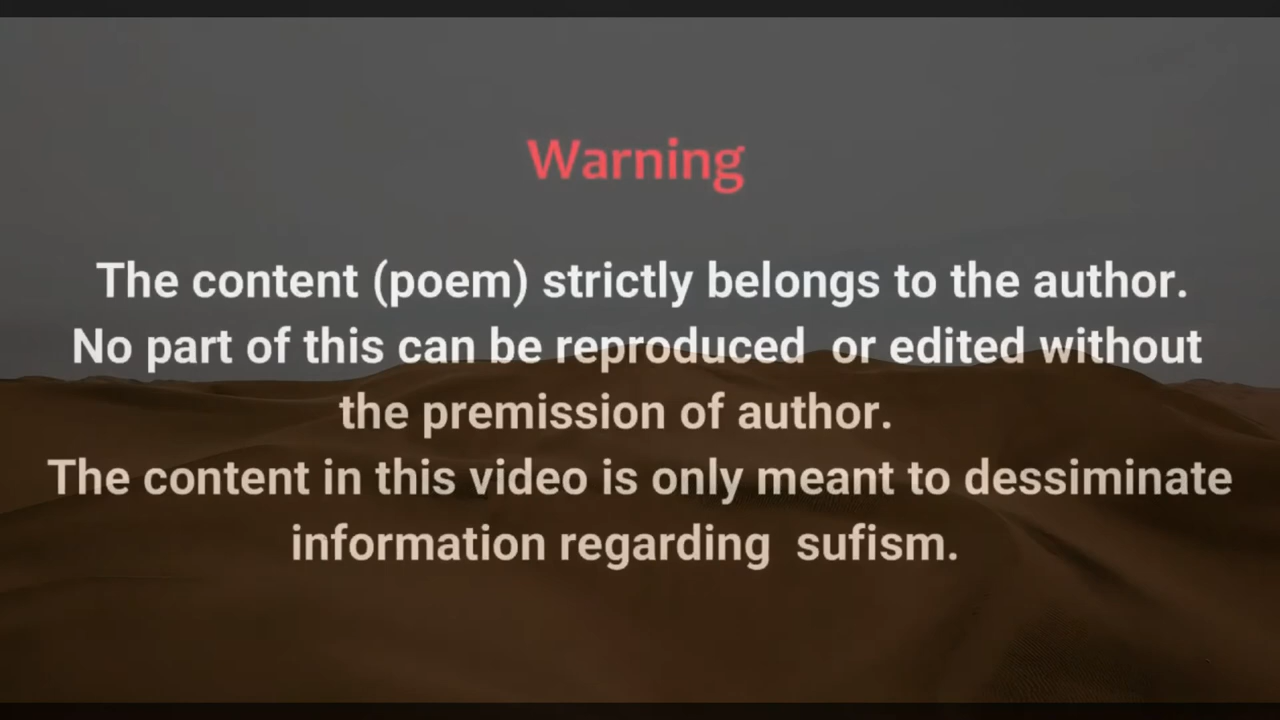 Warning
The content (poem) strictly belongs to the author.
No part of this can be reproduced or edited without
the premission of author.
The content in this video is only meant to dessiminate
information regarding sufism.